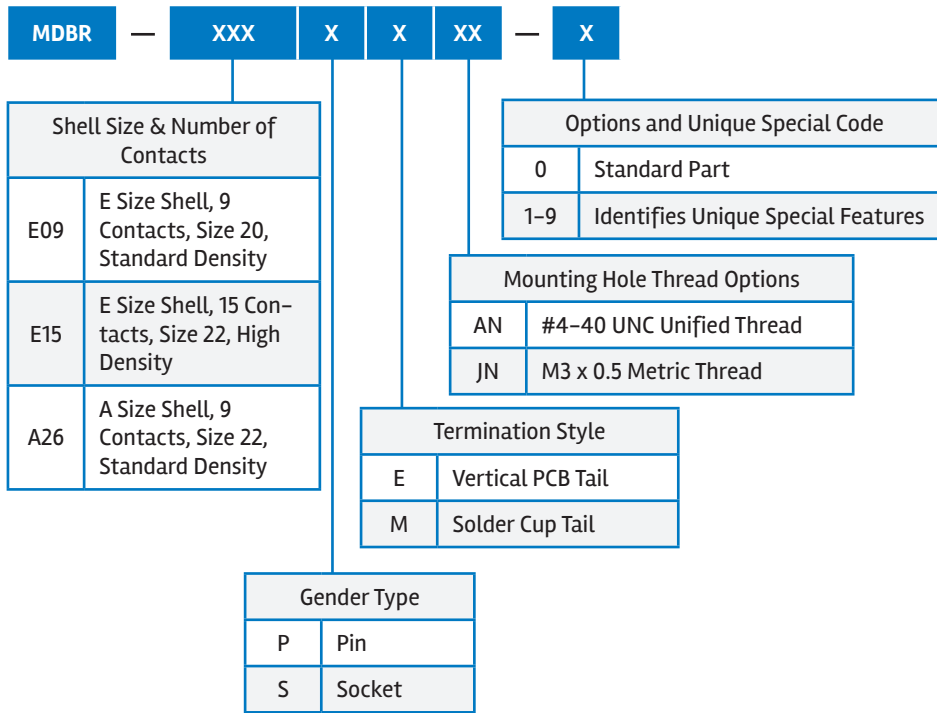 MDBR — XXX X X XX — X
Shell Size & Number of
Contacts
E09
E Size Shell, 9
Contacts, Size 20,
Standard Density
E15
E Size Shell, 15 Con-
tacts, Size 22, High
Density
A26
A Size Shell, 9
Contacts, Size 22,
Standard Density
Options and Unique Special Code
0 Standard Part
1-9 Identifies Unique Special Features
Mounting Hole Thread Options
AN #4-40 UNC Unified Thread
JN M3 x 0.5 Metric Thread
Termination Style
E Vertical PCB Tail
M Solder Cup Tail
Gender Type
P Pin
S Socket